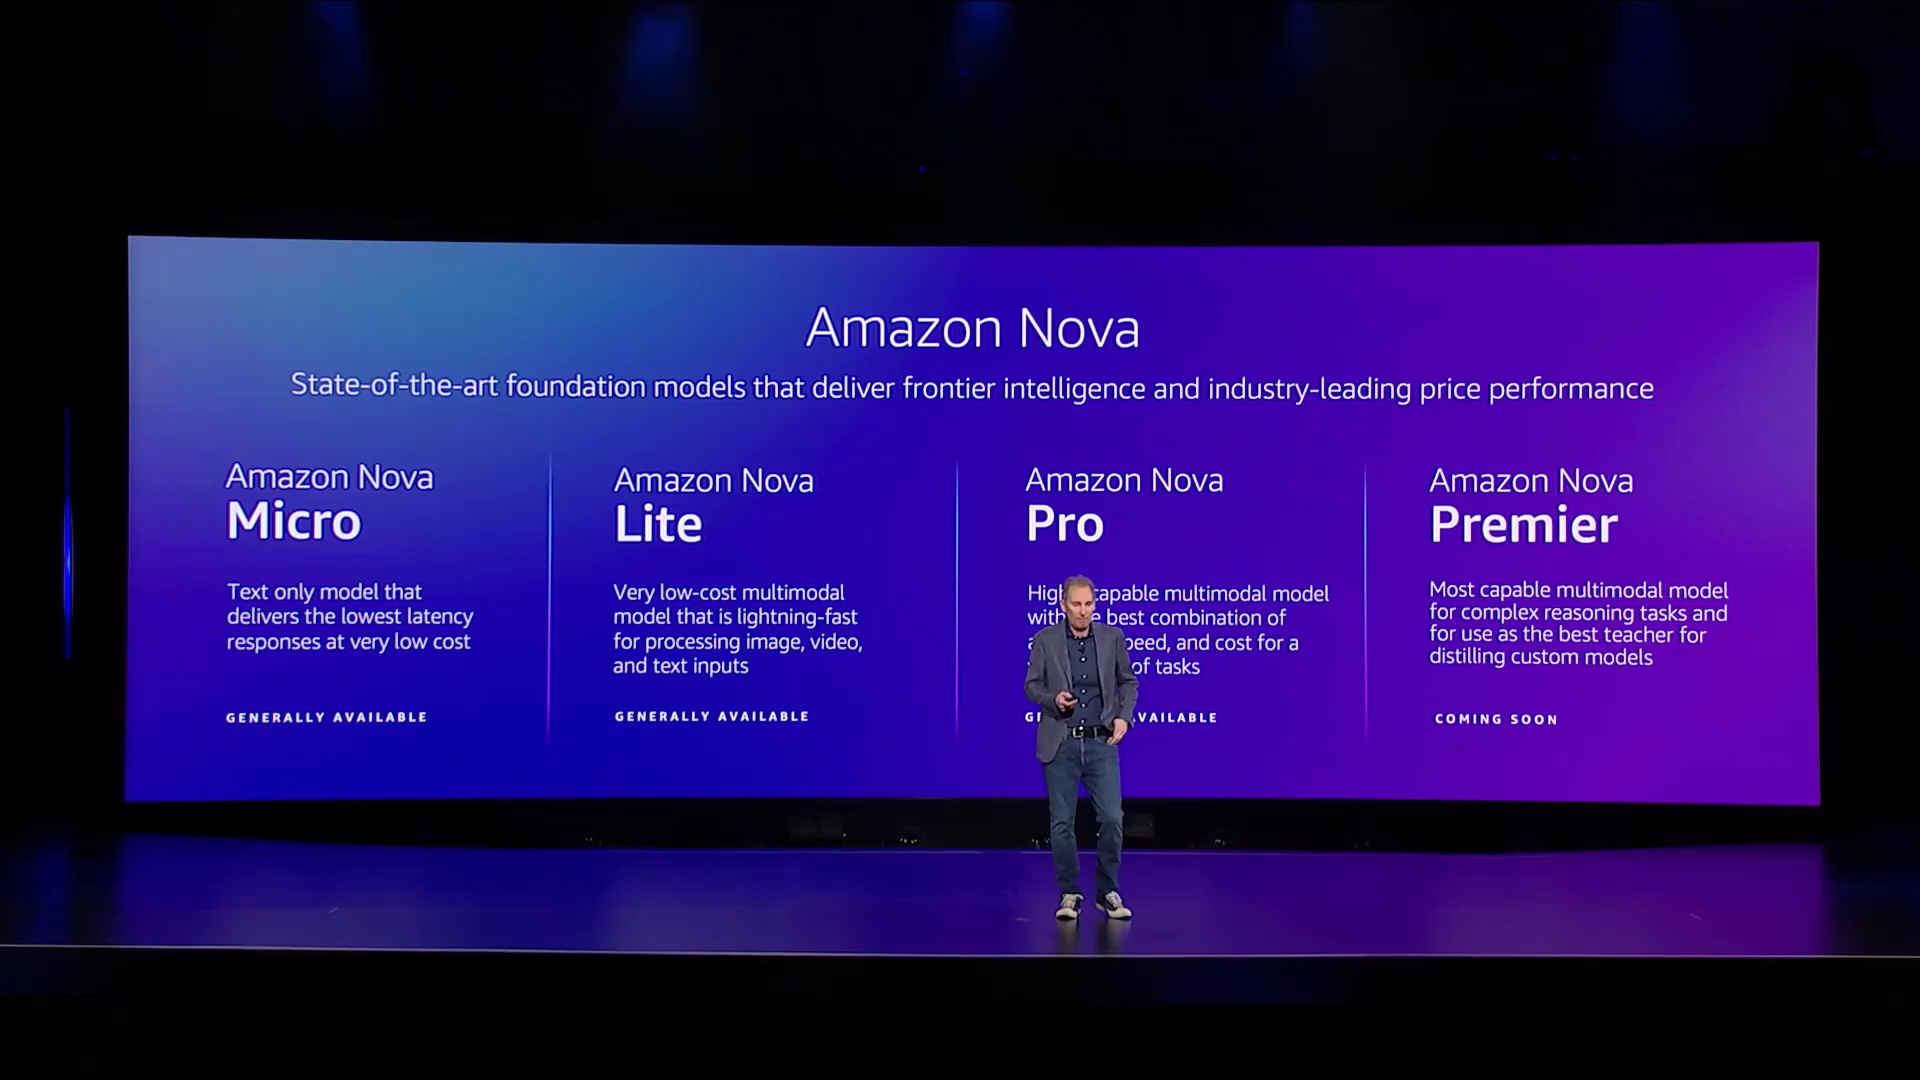 Amazon Nova
State-of-the-art foundation models that deliver frontier intelligence and industry-leading price performance
Amazon Nova
Micro
Text only model that
delivers the lowest latency
responses at very low cost
GENERALLY AVAILABLE
Amazon Nova
Lite
Very low-cost multimodal
model that is lightning-fast
for processing image, video,
and text inputs
GENERALLY AVAILABLE
Amazon Nova
Pro
capable multimodal model
best combination of
speed, and cost for a
of tasks
AVAILABLE
Amazon Nova
Premier
Most capable multimodal model
for complex reasoning tasks and
for use as the best teacher for
distilling custom models
COMING SOON